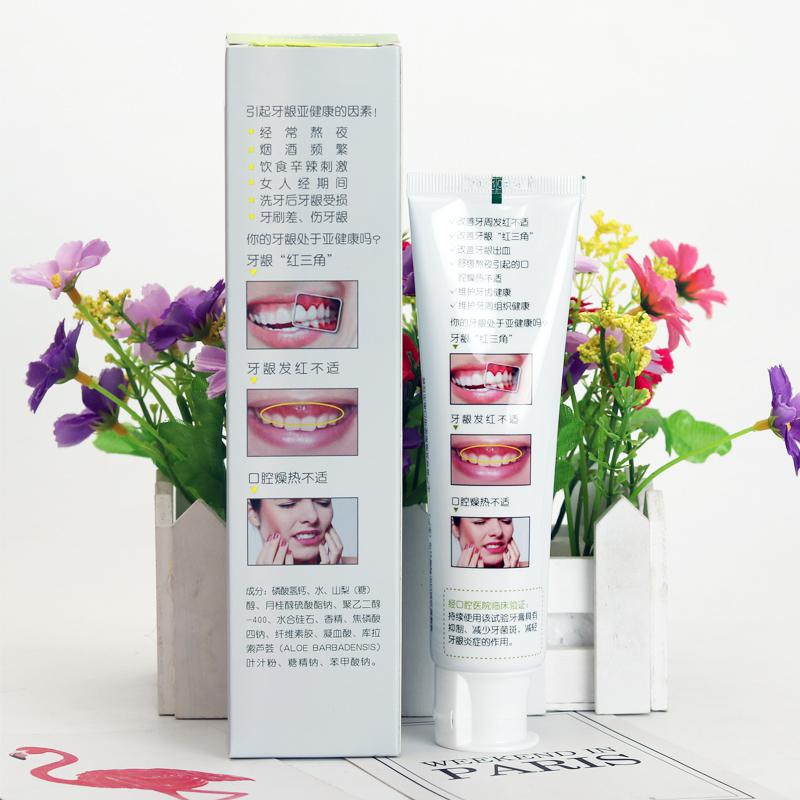 引起牙龈亚健康的因素!
经常熬夜
烟酒频繁
饮食辛辣刺激
女人经期间
洗牙后牙龈受损
牙刷差、伤牙龈
你的牙龈处于亚健康吗?
牙龈“红三角”
牙龈发红不适
口腔燥热不适
成分：磷酸氢钙、水、山梨（糖）
醇、月桂醇硫酸酯钠、聚乙二醇
-400、水合硅石、香精、焦磷酸
四钠、纤维素胶、凝血酸、库拉
索芦荟（ALOE BARBADENSIS）
叶汁粉、糖精钠、苯甲酸钠。
改善牙周发红不适
改善牙龈“红三角”
改善牙龈出血
舒缓熬夜引起的口
腔燥热不适
维护牙齿健康
维护牙周组织健康
你的牙龈处于亚健康吗?
牙龈“红三角”
牙龈发红不适
口腔燥热不适
经口腔医院临床验证：
持续使用该试验牙膏具有
抑制、减少牙菌斑，减轻
牙龈炎症的作用。
WEEKEND IN
PARIS